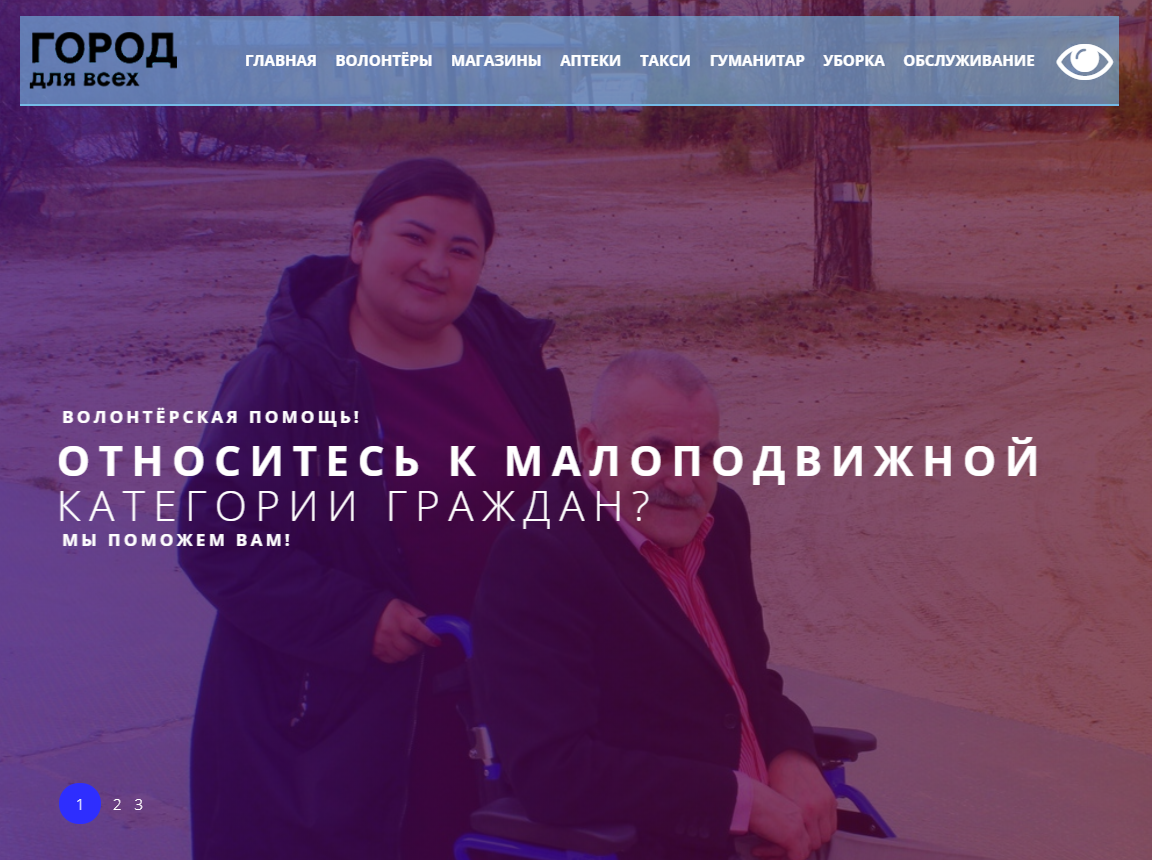 ГОРОД
для всех
ГЛАВНАЯ ВОЛОНТЁРЫ МАГАЗИНЫ АПТЕКИ ТАКСИ ГУМАНИТАР УБОРКА ОБСЛУЖИВАНИЕ
ВОЛОНТЁРСКАЯ ПОМОЩЬ!
ОТНОСИТЕСЬ К МАЛОПОДВИЖНОЙ
КАТЕГОРИИ ГРАЖДАН?
МЫ ПОМОЖЕМ ВАМ!
1 2 3